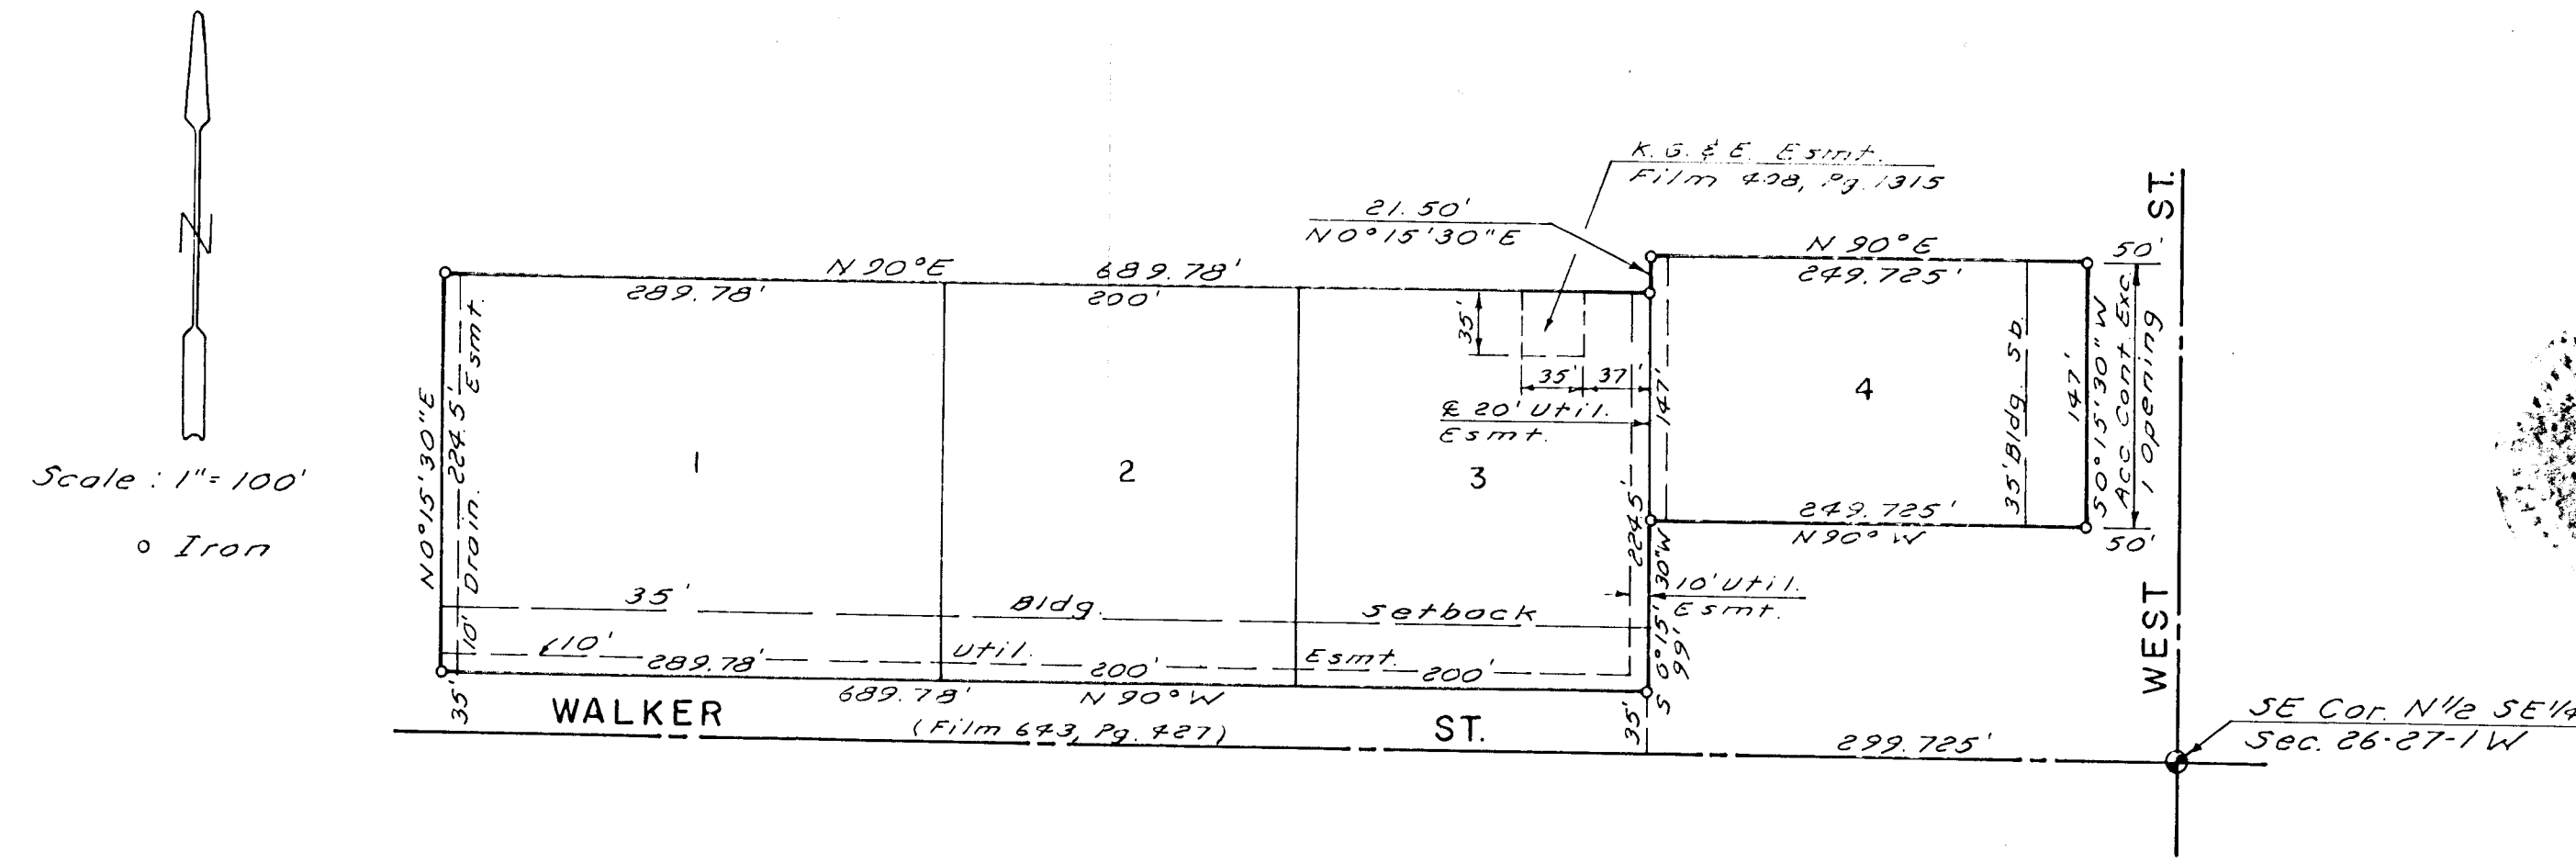 N
Scale : 1"= 100'
o Iron
K. G. & E. Esmt.
Film 408, Pg. 1315
21.50'
N0°15'30"E
N 90°E
689.78'
289.78'
200'
N 90°E
249.725'
50'
ST.
N0°15'30"E
224.5'
10' Drain. Esmt.
1
2
3
4
35'
35'
37'
℄ 20' Util.
Esmt.
147'
35' Bldg. Sb.
147'
S0°15'30"W
Acc Cont Exc
1 Opening
249.725'
N 90° W
50'
224.5'
S 0°15'30"W
99'
10' Util.
Esmt.
35' Bldg. Setback
10' Util. Esmt.
289.78'
200'
200'
689.78'
N 90° W
35'
WALKER ST.
(Film 643, Pg. 427)
35'
299.725'
WEST
SE Cor. N1/2 SE1/4
Sec. 26-27-1W